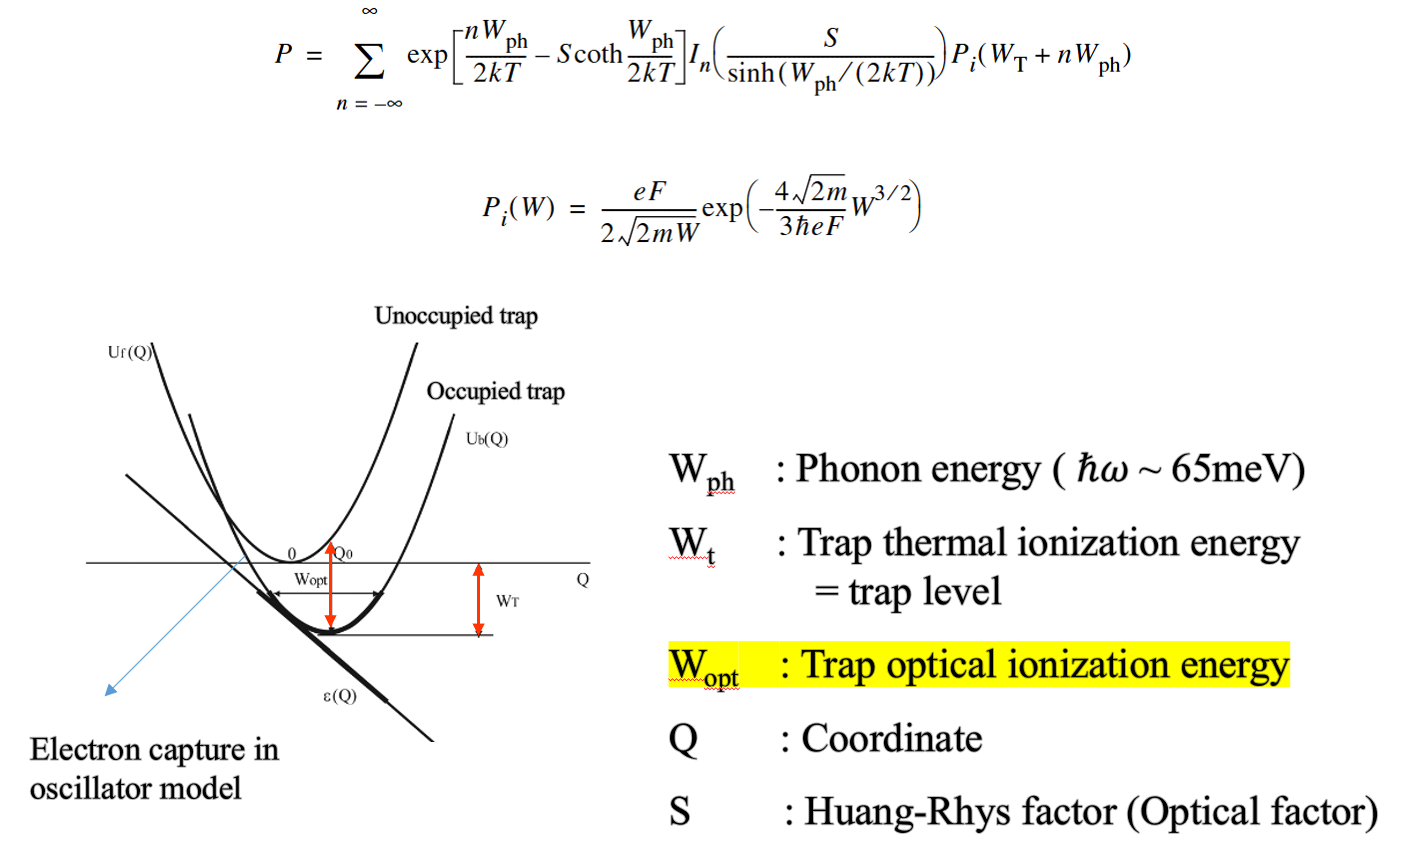 P = ∑_{n = −∞}^{∞} exp[nW_ph/2kT − S coth W_ph/2kT] I_n(S/sinh(W_ph/(2kT))) P_i(W_T + nW_ph)
P_i(W) = eF/2√2mW exp(−4√2m/3ℏeF W^3/2)
Unoccupied trap
Uf(Q)
Occupied trap
Ub(Q)
0 Q0
Wopt
Q
WT
ε(Q)
Electron capture in
oscillator model
W_ph : Phonon energy ( ℏω ~ 65meV)
W_t : Trap thermal ionization energy
= trap level
W_opt : Trap optical ionization energy
Q : Coordinate
S : Huang-Rhys factor (Optical factor)